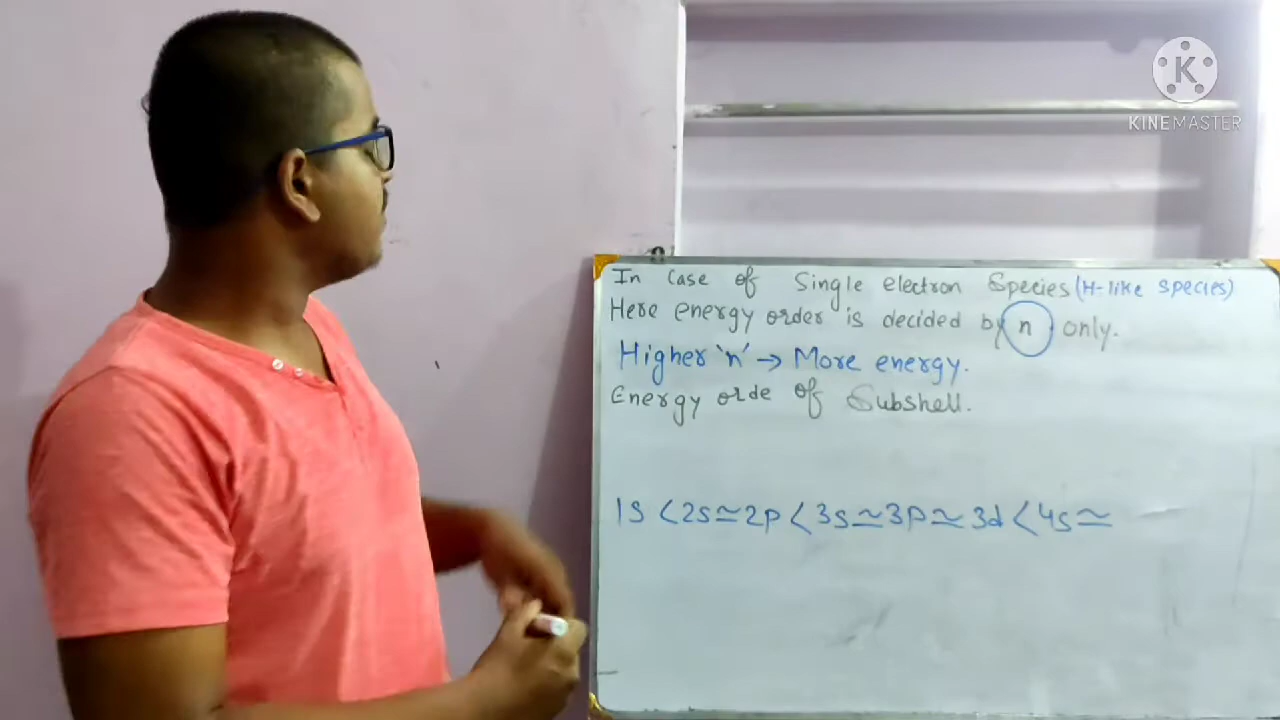 KINEMASTER
In Case of Single electron Species (H-like species)
Here energy order is decided by n only.
Higher 'n' → More energy.
Energy orde of Subshell.
1s < 2s ≃ 2p < 3s ≃ 3p ≃ 3d < 4s ≃